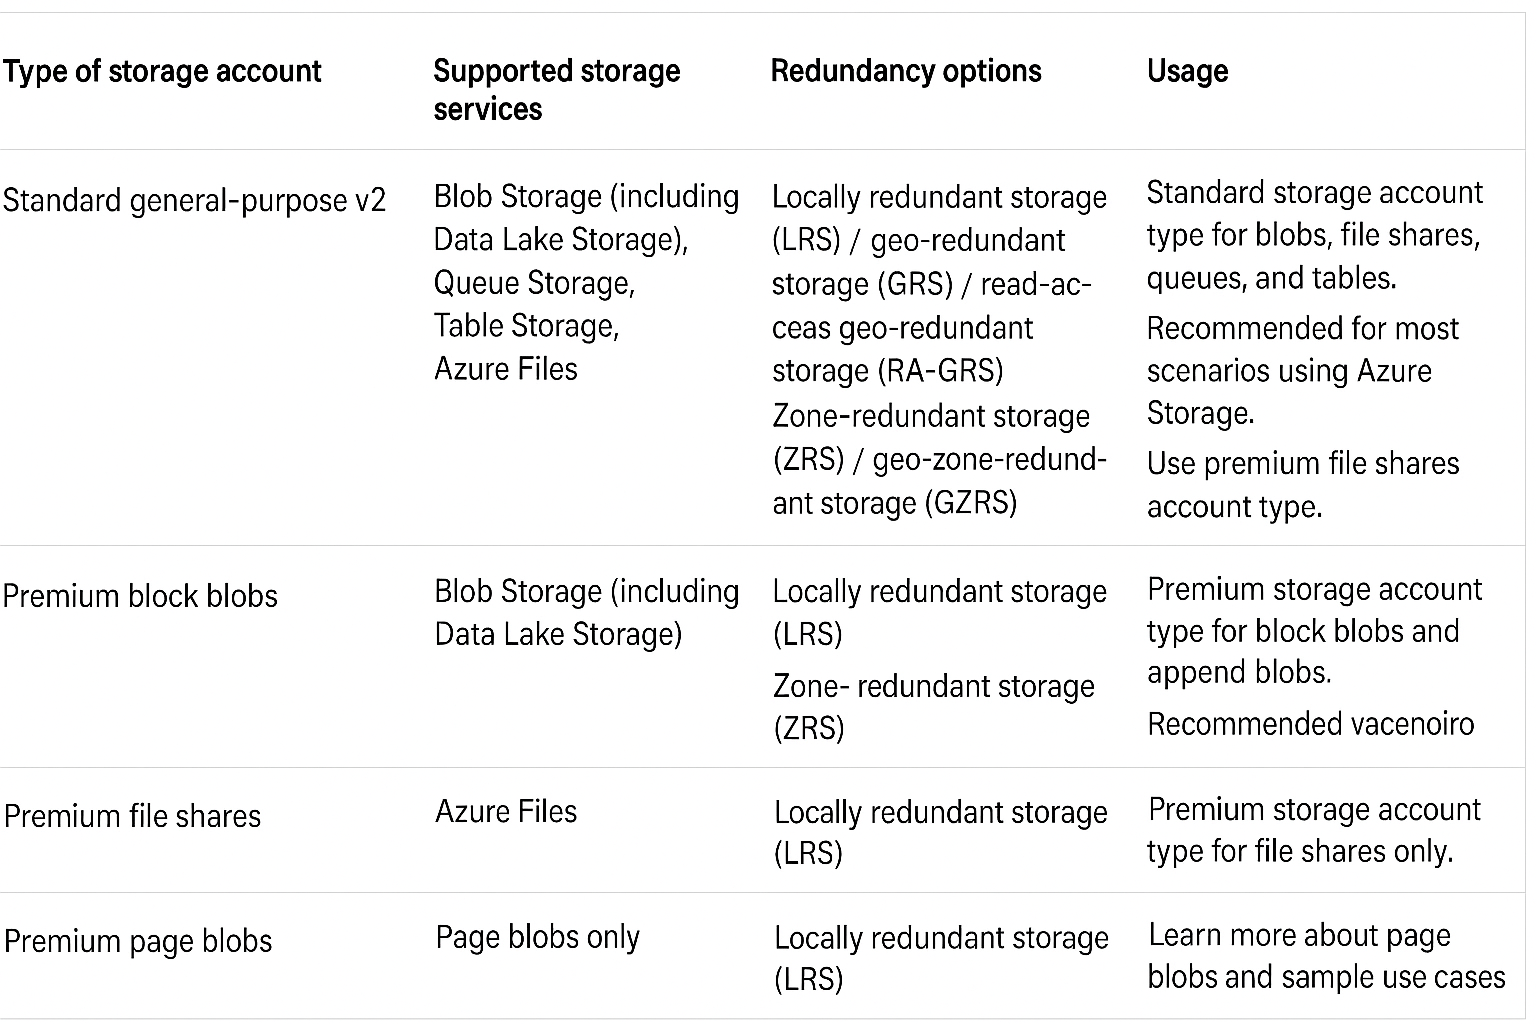 Type of storage account
Supported storage
services
Redundancy options
Usage
Standard general-purpose v2
Blob Storage (including
Data Lake Storage),
Queue Storage,
Table Storage,
Azure Files
Locally redundant storage
(LRS) / geo-redundant
storage (GRS) / read-ac-
ceas geo-redundant
storage (RA-GRS)
Zone-redundant storage
(ZRS) / geo-zone-redund-
ant storage (GZRS)
Standard storage account
type for blobs, file shares,
queues, and tables.
Recommended for most
scenarios using Azure
Storage.
Use premium file shares
account type.
Premium block blobs
Blob Storage (including
Data Lake Storage)
Locally redundant storage
(LRS)
Zone- redundant storage
(ZRS)
Premium storage account
type for block blobs and
append blobs.
Recommended vacenoiro
Premium file shares
Azure Files
Locally redundant storage
(LRS)
Premium storage account
type for file shares only.
Premium page blobs
Page blobs only
Locally redundant storage
(LRS)
Learn more about page
blobs and sample use cases